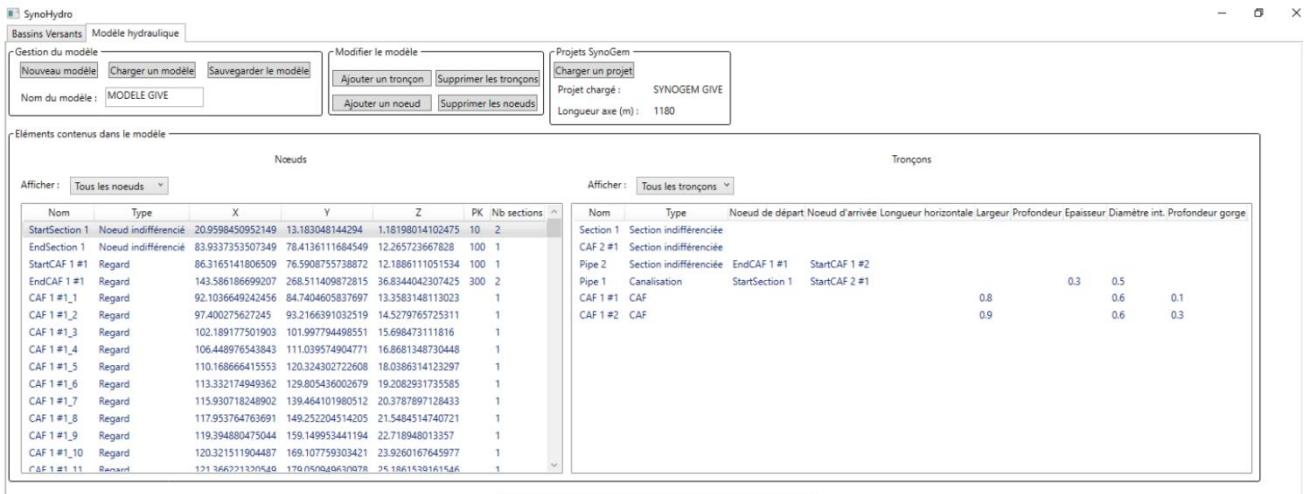 SynoHydro
Bassins Versants Modèle hydraulique
Gestion du modèle
Nouveau modèle Charger un modèle Sauvegarder le modèle
Nom du modèle : MODELE GIVE
Modifier le modèle
Ajouter un tronçon Supprimer les tronçons
Ajouter un noeud Supprimer les noeuds
Projets SynoGem
Charger un projet
Projet chargé : SYNOGEM GIVE
Longueur axe (m) : 1180
Eléments contenus dans le modèle
Nœuds
Afficher : Tous les noeuds
Nom Type X Y Z PK Nb sections
StartSection 1 Noeud indifférencié 20.9598450952149 13.183048144294 1.18198014102475 10 2
EndSection 1 Noeud indifférencié 83.9337353507349 78.4136111684549 12.265723667828 100 1
StartCAF 1 #1 Regard 86.3165141806509 76.5908755738872 12.1886111051534 100 1
EndCAF 1 #1 Regard 143.586186699207 268.511409872815 36.8344042307425 300 2
CAF 1 #1_1 Regard 92.1036649242456 84.7404605837697 13.3583148113023 1
CAF 1 #1_2 Regard 97.400275627245 93.2166391032519 14.5279765725311 1
CAF 1 #1_3 Regard 102.189177501903 101.997794498551 15.698473111816 1
CAF 1 #1_4 Regard 106.448976543843 111.039574904771 16.8681348730448 1
CAF 1 #1_5 Regard 110.168666415553 120.324302722608 18.0386314123297 1
CAF 1 #1_6 Regard 113.332174949362 129.805436002679 19.2082931735585 1
CAF 1 #1_7 Regard 115.930718248902 139.464101980512 20.3787897128433 1
CAF 1 #1_8 Regard 117.953764763691 149.252204514205 21.5484514740721 1
CAF 1 #1_9 Regard 119.394880475044 159.149953441194 22.718948013357 1
CAF 1 #1_10 Regard 120.321511904487 169.107759303421 23.9260167645977 1
CAF 1 #1_11 Regard 121.366221320549 179.050949630978 25.1861539161546 1
Tronçons
Afficher : Tous les tronçons
Nom Type Noeud de départ Noeud d'arrivée Longueur horizontale Largeur Profondeur Epaisseur Diamètre int. Profondeur gorge
Section 1 Section indifférenciée
CAF 2 #1 Section indifférenciée
Pipe 2 Section indifférenciée EndCAF 1 #1 StartCAF 1 #2
Pipe 1 Canalisation StartSection 1 StartCAF 2 #1 0.3 0.5
CAF 1 #1 CAF 0.8 0.6 0.1
CAF 1 #2 CAF 0.9 0.6 0.3